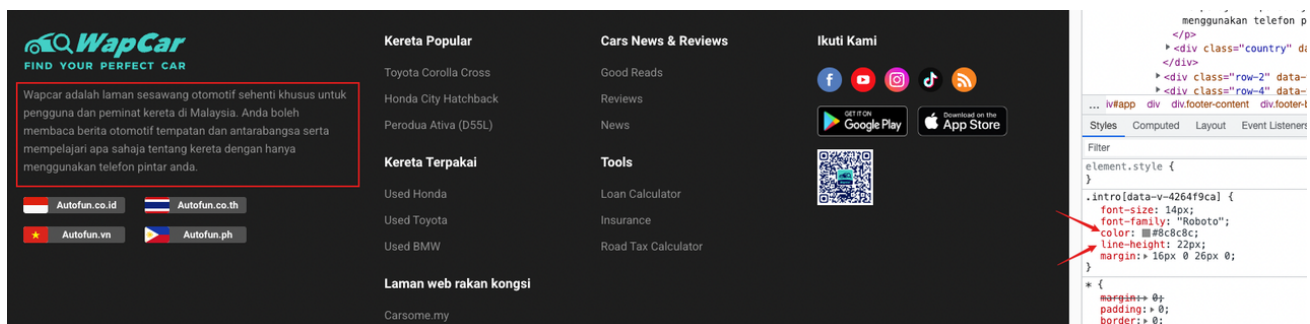 WapCar
FIND YOUR PERFECT CAR
Wapcar adalah laman sesawang otomotif sehenti khusus untuk
pengguna dan peminat kereta di Malaysia. Anda boleh
membaca berita otomotif tempatan dan antarabangsa serta
mempelajari apa sahaja tentang kereta dengan hanya
menggunakan telefon pintar anda.
Autofun.co.id
Autofun.co.th
Autofun.vn
Autofun.ph
Kereta Popular
Toyota Corolla Cross
Honda City Hatchback
Perodua Ativa (D55L)
Kereta Terpakai
Used Honda
Used Toyota
Used BMW
Laman web rakan kongsi
Carsome.my
Cars News & Reviews
Good Reads
Reviews
News
Tools
Loan Calculator
Insurance
Road Tax Calculator
Ikuti Kami
GET IT ON
Google Play
Download on the
App Store
menggunakan telefon p
</p>
<div class="country" da
</div>
<div class="row-2" data-
<div class="row-4" data-
... iv#app div div.footer-content div.footer-b
Styles Computed Layout Event Listeners
Filter
element.style {
}
.intro[data-v-4264f9ca] {
font-size: 14px;
font-family: "Roboto";
color: #8c8c8c;
line-height: 22px;
margin: 16px 0 26px 0;
}
* {
margin: 0;
padding: 0;
border: 0;